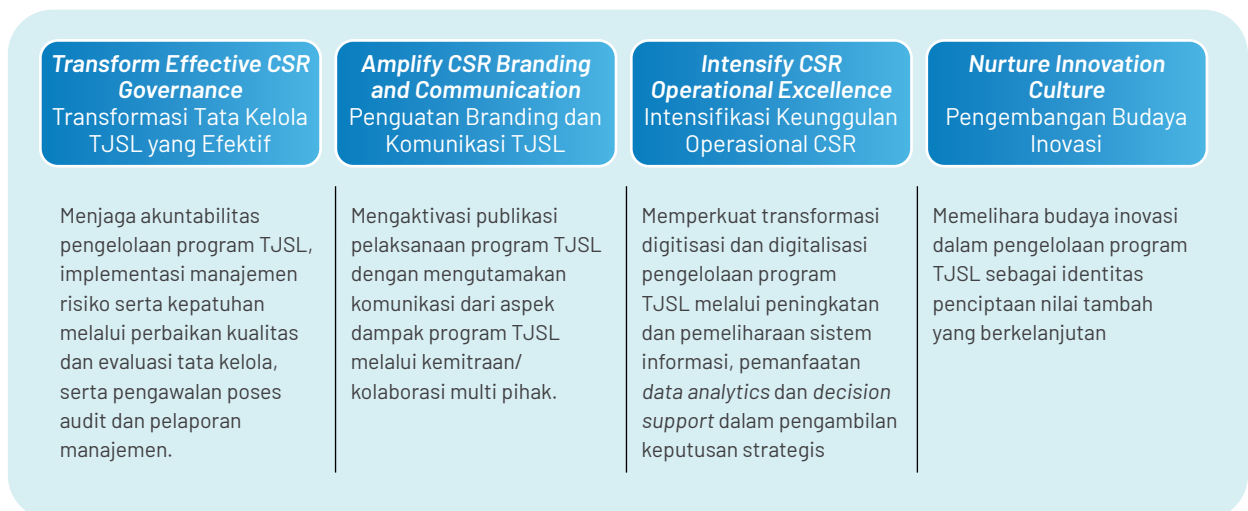 Transform Effective CSR
Governance
Transformasi Tata Kelola
TJSL yang Efektif
Menjaga akuntabilitas
pengelolaan program TJSL,
implementasi manajemen
risiko serta kepatuhan
melalui perbaikan kualitas
dan evaluasi tata kelola,
serta pengawalan poses
audit dan pelaporan
manajemen.
Amplify CSR Branding
and Communication
Penguatan Branding dan
Komunikasi TJSL
Mengaktivasi publikasi
pelaksanaan program TJSL
dengan mengutamakan
komunikasi dari aspek
dampak program TJSL
melalui kemitraan/
kolaborasi multi pihak.
Intensify CSR
Operational Excellence
Intensifikasi Keunggulan
Operasional CSR
Memperkuat transformasi
digitisasi dan digitalisasi
pengelolaan program
TJSL melalui peningkatan
dan pemeliharaan sistem
informasi, pemanfaatan
data analytics dan decision
support dalam pengambilan
keputusan strategis
Nurture Innovation
Culture
Pengembangan Budaya
Inovasi
Memelihara budaya inovasi
dalam pengelolaan program
TJSL sebagai identitas
penciptaan nilai tambah
yang berkelanjutan